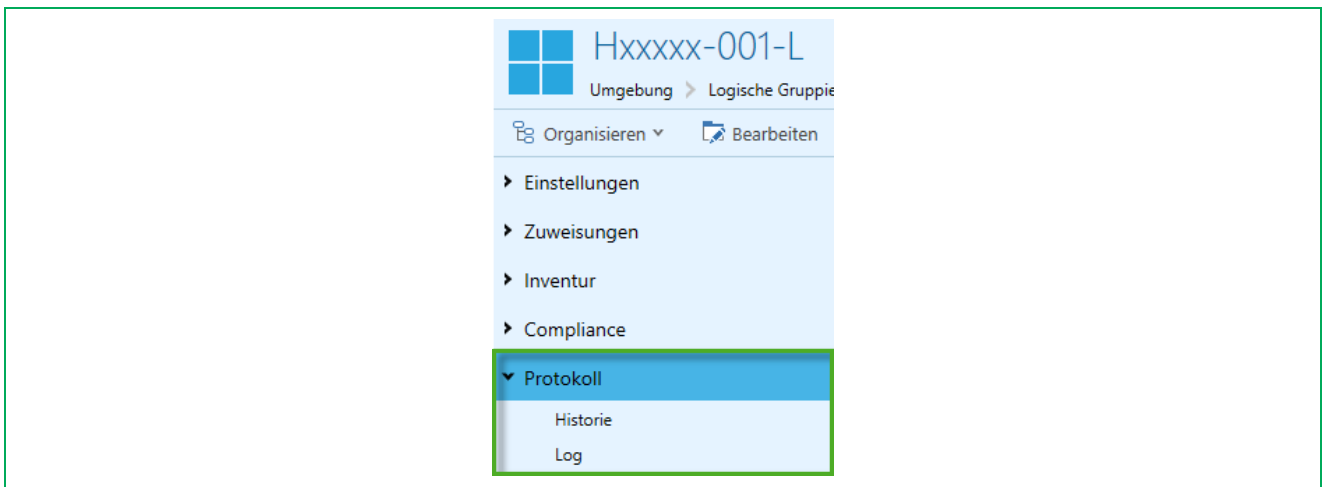 Hxxxxx-001-L
Umgebung > Logische Gruppie
Organisieren Bearbeiten
Einstellungen
Zuweisungen
Inventur
Compliance
Protokoll
Historie
Log